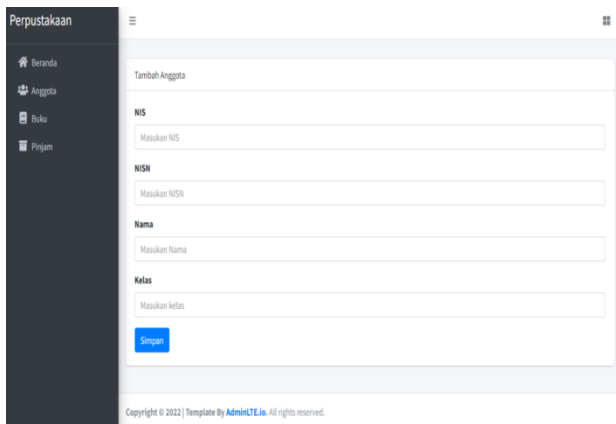 Perpustakaan
Beranda
Anggota
Buku
Pinjam
Tambah Anggota
NIS
Masukan NIS
NISN
Masukan NISN
Nama
Masukan Nama
Kelas
Masukan kelas
Simpan
Copyright © 2022 | Template By AdminLTE.io. All rights reserved.